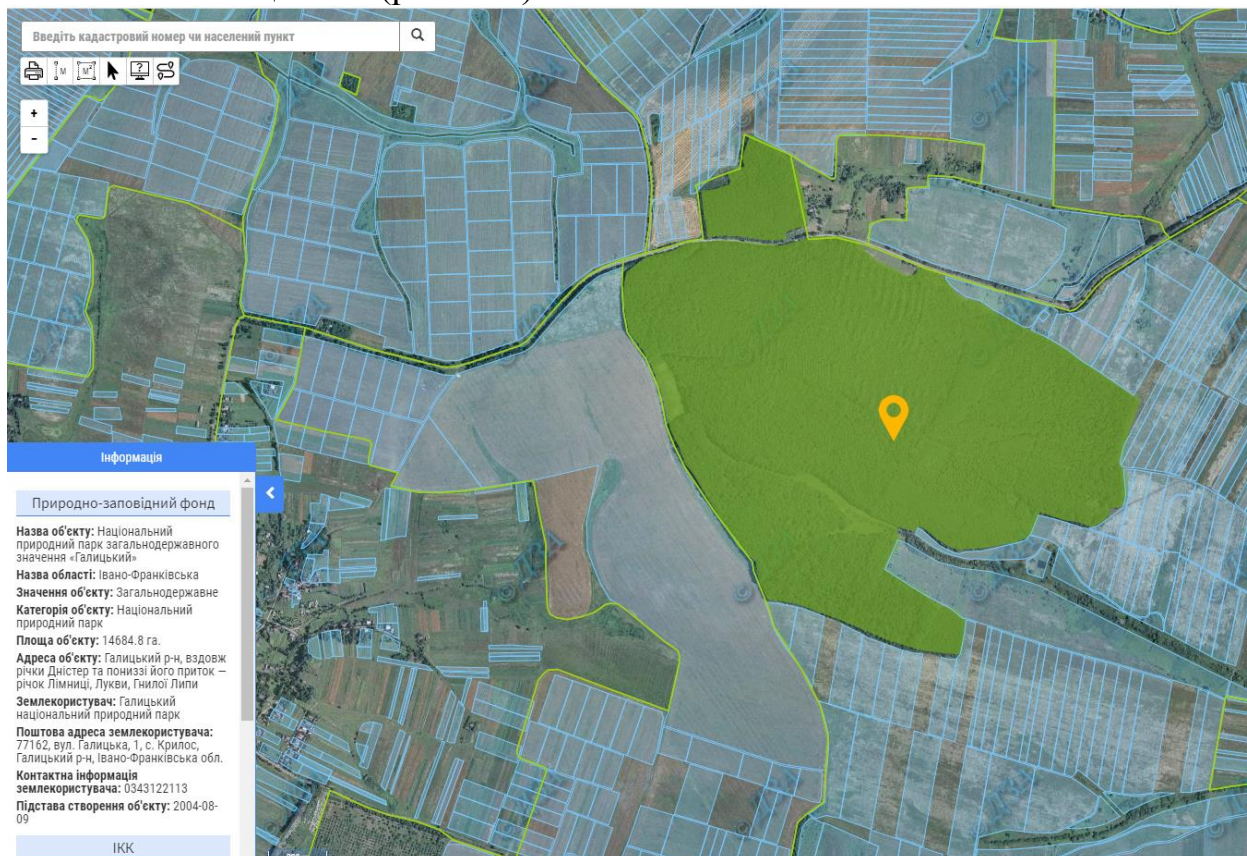 Введіть кадастровий номер чи населений пункт
М
М²
?
+
-
Інформація
Природно-заповідний фонд
Назва об'єкту: Національний
природний парк загальнодержавного
значення «Галицький»
Назва області: Івано-Франківська
Значення об'єкту: Загальнодержавне
Категорія об'єкту: Національний
природний парк
Площа об'єкту: 14684.8 га.
Адреса об'єкту: Галицький р-н, вздовж
річки Дністер та пониззі його приток —
річок Лімниці, Лукви, Гнилої Липи
Землекористувач: Галицький
національний природний парк
Поштова адреса землекористувача:
77162, вул. Галицька, 1, с. Крилос,
Галицький р-н, Івано-Франківська обл.
Контактна інформація
землекористувача: 0343122113
Підстава створення об'єкту: 2004-08-
09
ІКК